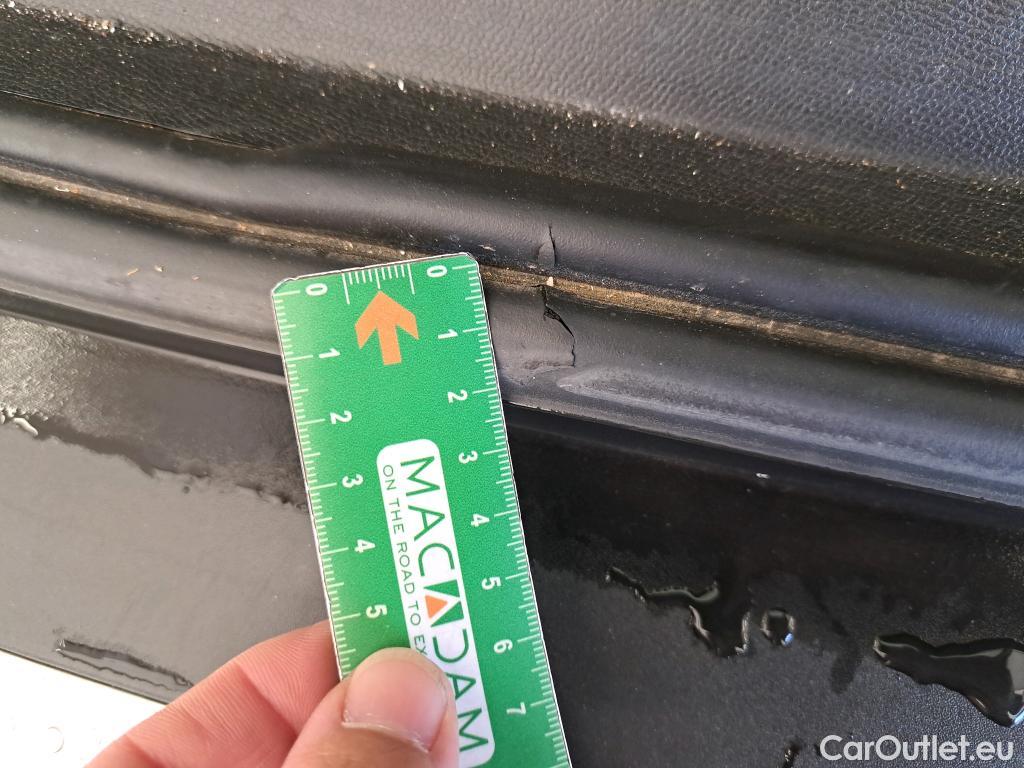 0 0
1 1
2 2
3 3
4 4
5 5
6
7
MACADAM
ON THE ROAD TO EX
CarOutlet.eu